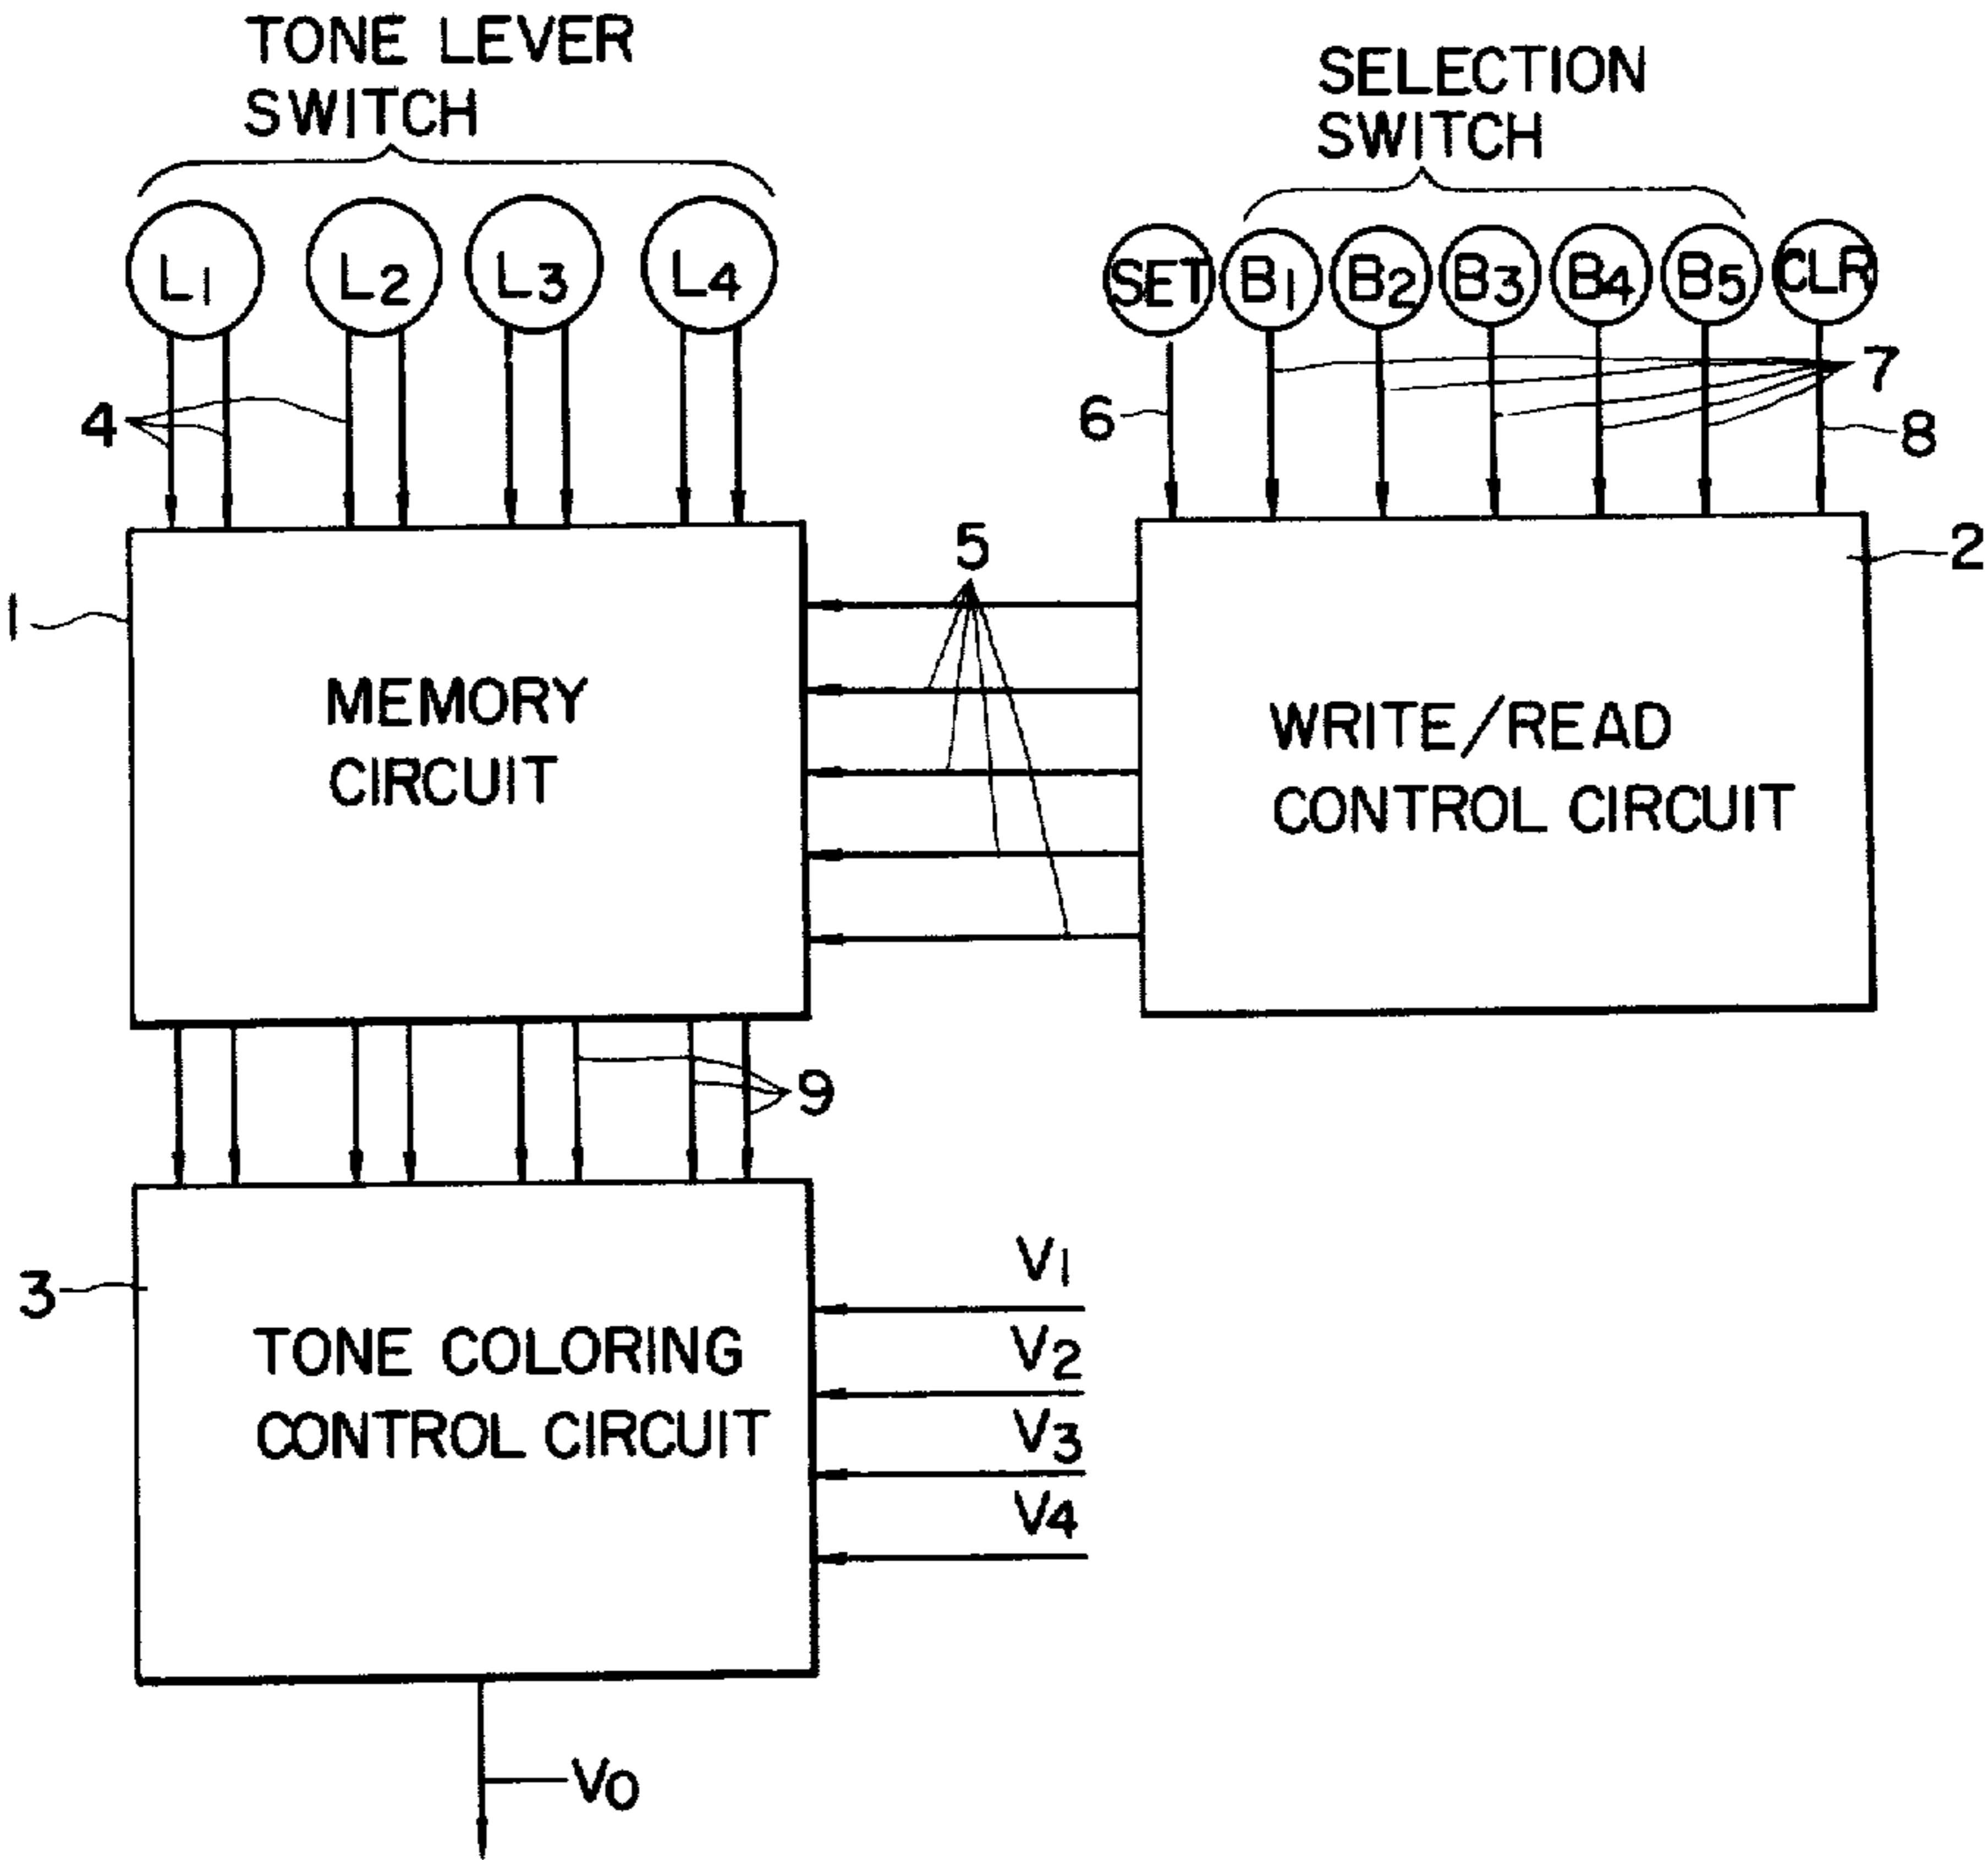 TONE LEVER
SWITCH
SELECTION
SWITCH
L1 L2 L3 L4
SET B1 B2 B3 B4 B5 CLR
4
6
7
8
5
1
2
MEMORY
CIRCUIT
WRITE/READ
CONTROL CIRCUIT
9
3
TONE COLORING
CONTROL CIRCUIT
V1
V2
V3
V4
VO